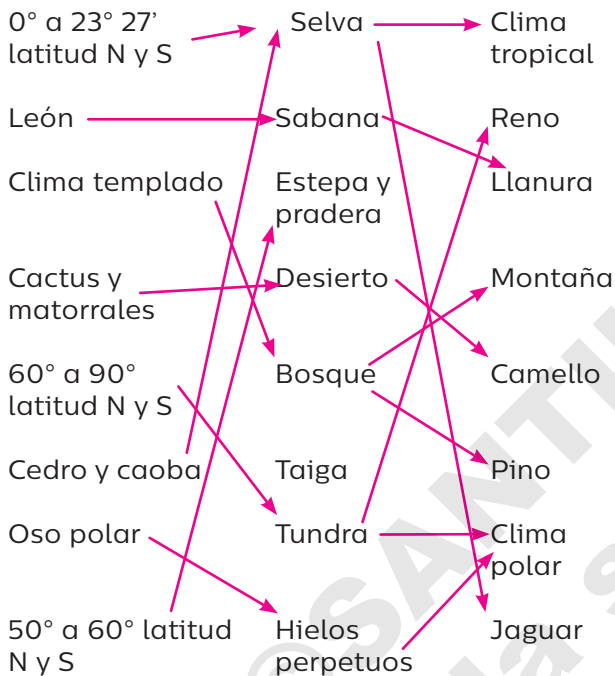 0° a 23° 27’
latitud N y S
Selva
Clima
tropical
León
Sabana
Reno
Clima templado
Estepa y
pradera
Llanura
Cactus y
matorrales
Desierto
Montaña
60° a 90°
latitud N y S
Bosque
Camello
Cedro y caoba
Taiga
Pino
Oso polar
Tundra
Clima
polar
50° a 60° latitud
N y S
Hielos
perpetuos
Jaguar
©SANTI